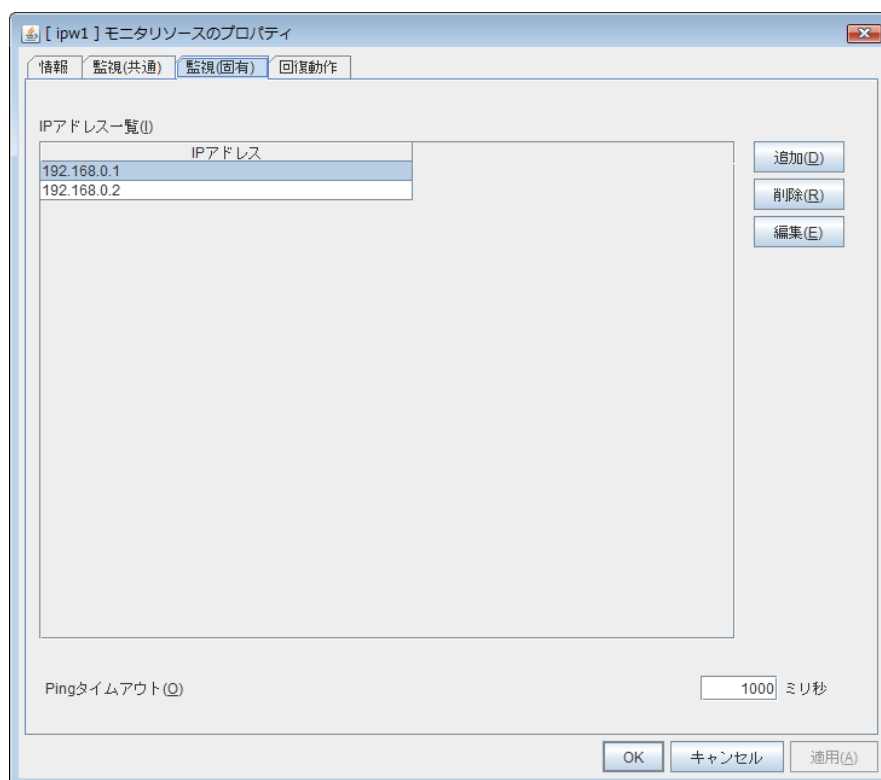 [ ipw1 ] モニタリソースのプロパティ
情報 監視(共通) 監視(固有) 回復動作
IPアドレス一覧(I)
IPアドレス
192.168.0.1
192.168.0.2
追加(D)
削除(R)
編集(E)
Pingタイムアウト(O) 1000 ミリ秒
OK キャンセル 適用(A)